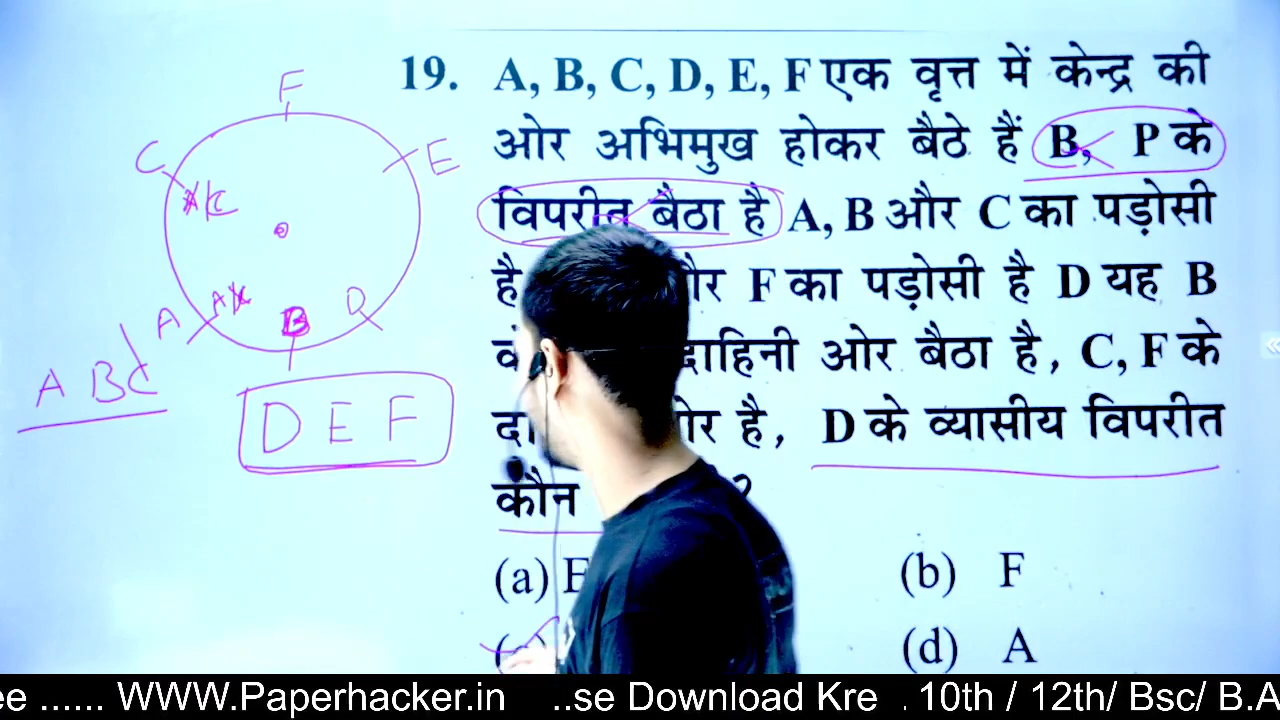 19. A, B, C, D, E, F एक वृत्त में केन्द्र की
ओर अभिमुख होकर बैठे हैं B, P के
विपरीत बैठा है A, B और C का पड़ोसी
है F का पड़ोसी है D यह B
दाहिनी ओर बैठा है, C, F के
है, D के व्यासीय विपरीत
कौन ?
(a) E
(b) F
(d) A
F
C
E
A
B
D
A B C
D E F
ee ...... WWW.Paperhacker.in ..se Download Kre . 10th / 12th/ Bsc/ B.A